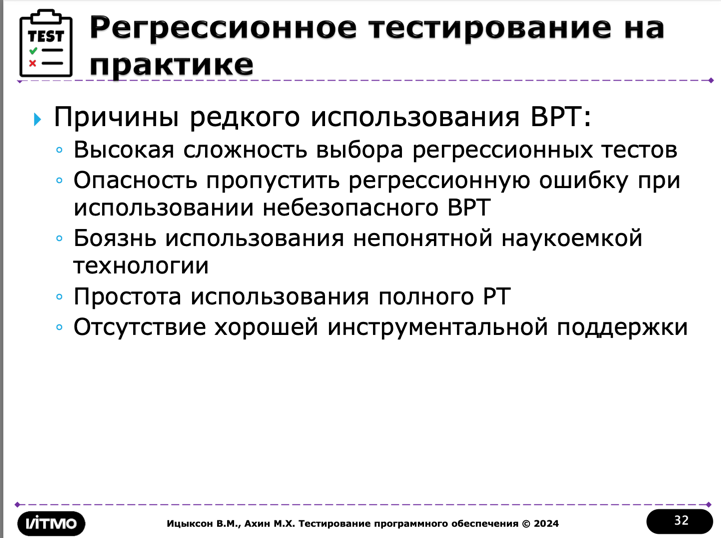 TEST
Регрессионное тестирование на
практике
Причины редкого использования ВРТ:
Высокая сложность выбора регрессионных тестов
Опасность пропустить регрессионную ошибку при
использовании небезопасного ВРТ
Боязнь использования непонятной наукоемкой
технологии
Простота использования полного РТ
Отсутствие хорошей инструментальной поддержки
ИТМО
Ицыксон В.М., Ахин М.Х. Тестирование программного обеспечения © 2024
32